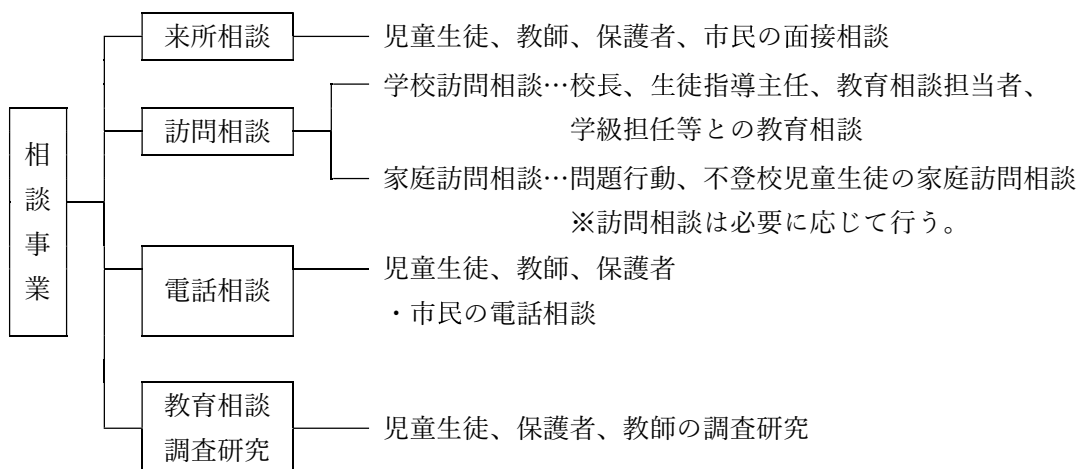 相談事業
来所相談
児童生徒、教師、保護者、市民の面接相談
訪問相談
学校訪問相談…校長、生徒指導主任、教育相談担当者、
学級担任等との教育相談
家庭訪問相談…問題行動、不登校児童生徒の家庭訪問相談
※訪問相談は必要に応じて行う。
電話相談
児童生徒、教師、保護者
・市民の電話相談
教育相談
調査研究
児童生徒、保護者、教師の調査研究